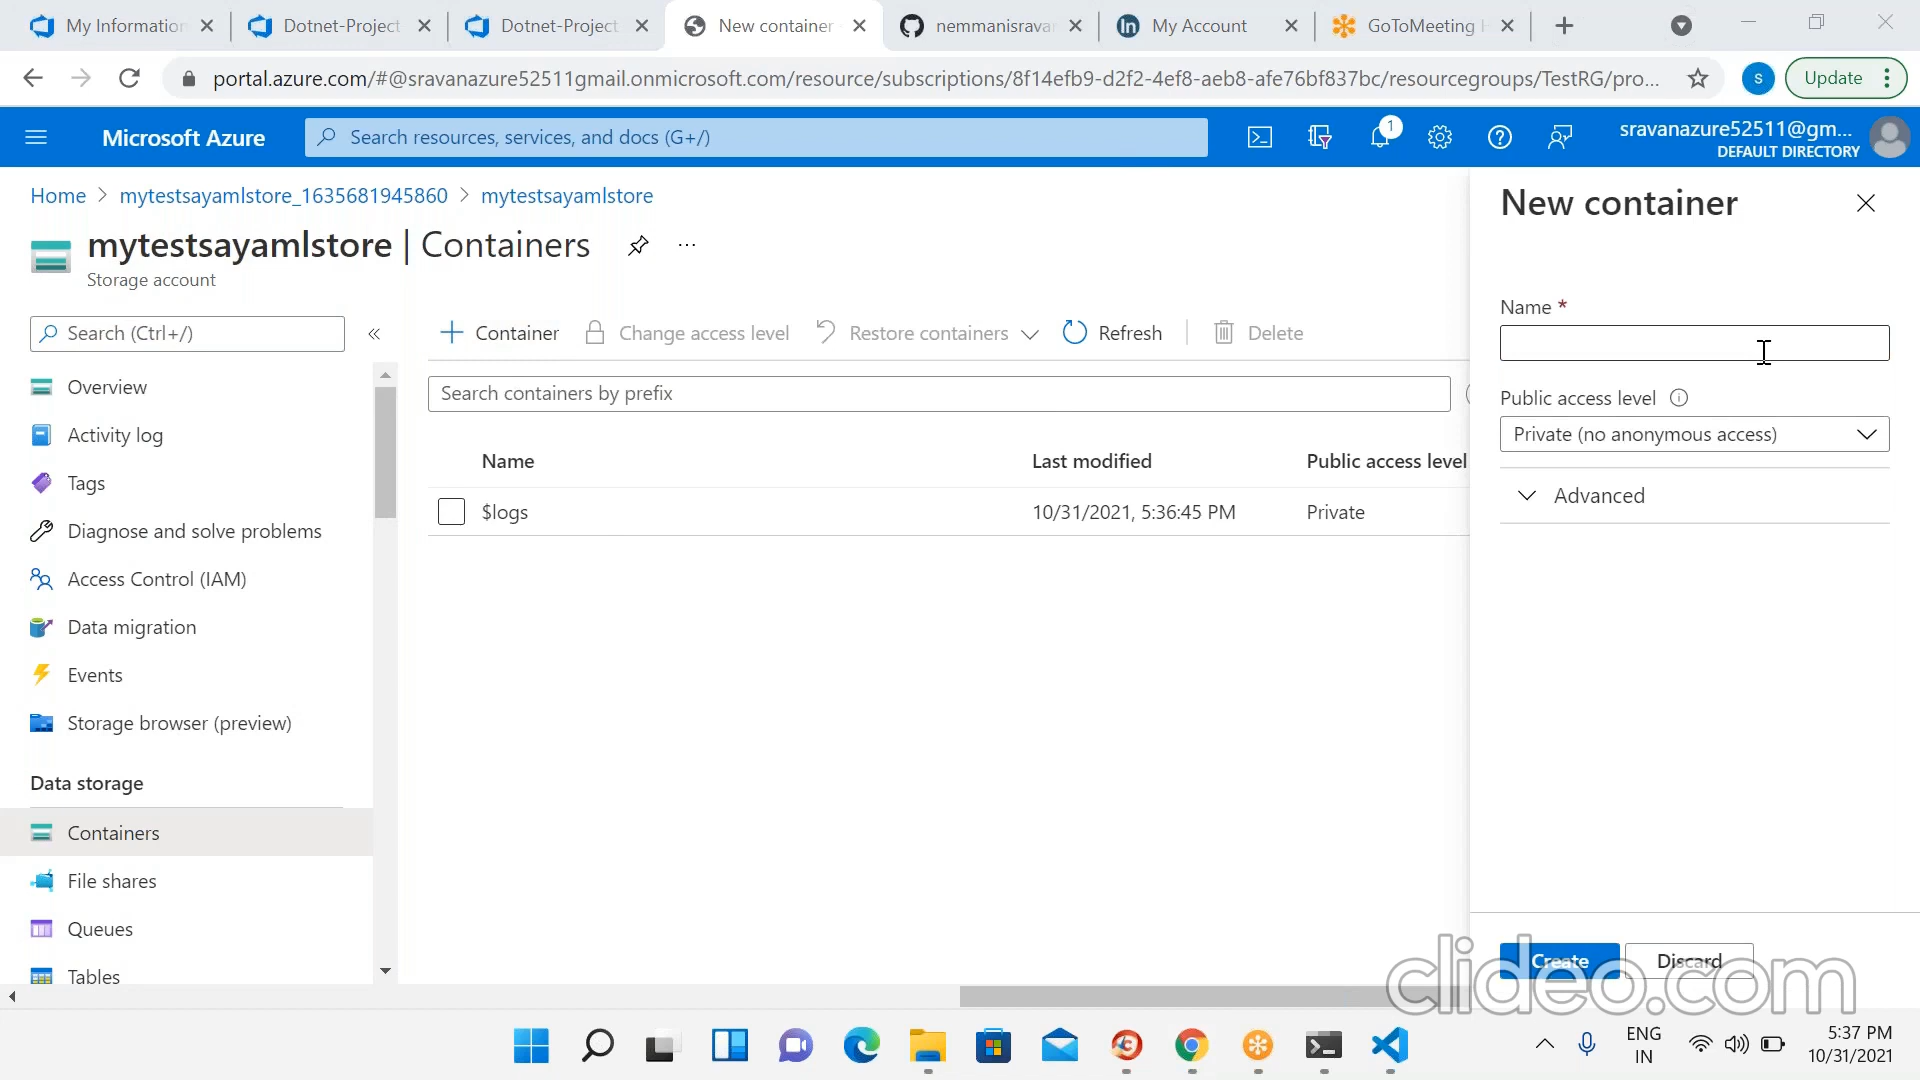 My Information
Dotnet-Project
Dotnet-Project
New container
nemmanisravan
My Account
GoToMeeting H
portal.azure.com/#@sravanazure52511gmail.onmicrosoft.com/resource/subscriptions/8f14efb9-d2f2-4ef8-aeb8-afe76bf837bc/resourcegroups/TestRG/pro...
s
Update
Microsoft Azure
Search resources, services, and docs (G+/)
1
sravanazure52511@gm...
DEFAULT DIRECTORY
Home > mytestsayamlstore_1635681945860 > mytestsayamlstore
mytestsayamlstore | Containers
...
Storage account
Search (Ctrl+/)
Overview
Activity log
Tags
Diagnose and solve problems
Access Control (IAM)
Data migration
Events
Storage browser (preview)
Data storage
Containers
File shares
Queues
Tables
Container
Change access level
Restore containers
Refresh
Delete
Search containers by prefix
Name
Last modified
Public access level
$logs
10/31/2021, 5:36:45 PM
Private
New container
Name *
Public access level
Private (no anonymous access)
Advanced
Create
Discard
clideo.com
ENG
IN
5:37 PM
10/31/2021